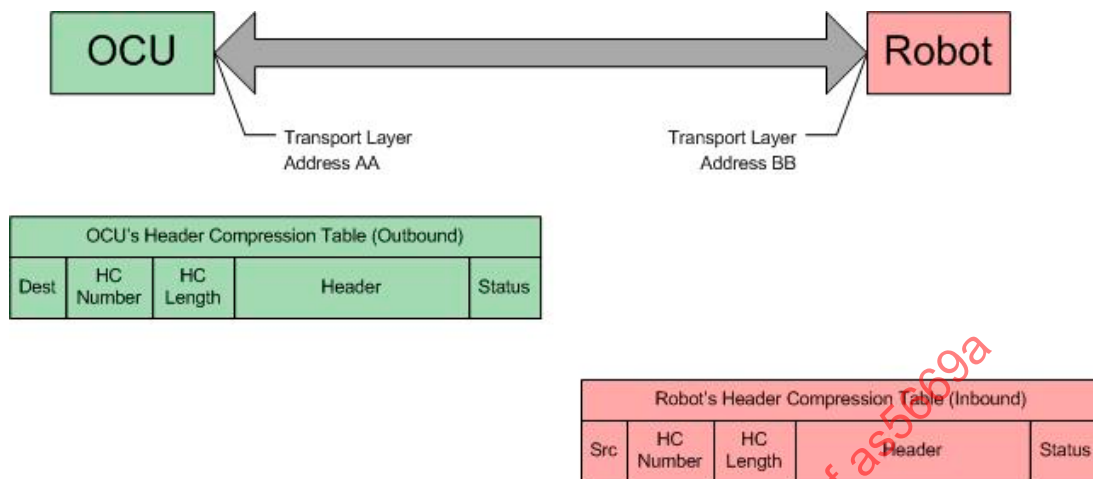 OCU
Robot
Transport Layer
Address AA
Transport Layer
Address BB
OCU's Header Compression Table (Outbound)
Dest
HC
Number
HC
Length
Header
Status
Robot's Header Compression Table (Inbound)
Src
HC
Number
HC
Length
Header
Status
f as5669a